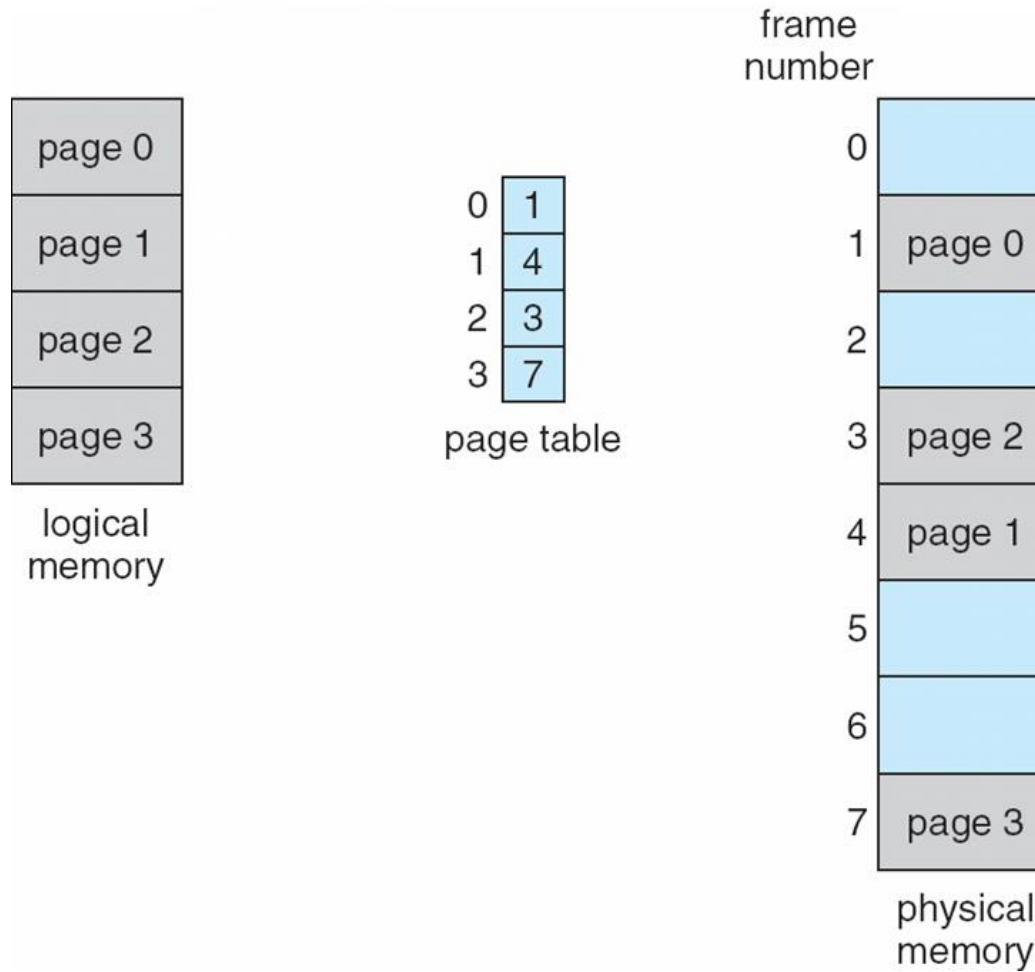 frame
number
page 0
page 1
page 2
page 3
logical
memory
0 1
1 4
2 3
3 7
page table
0
1 page 0
2
3 page 2
4 page 1
5
6
7 page 3
physical
memory